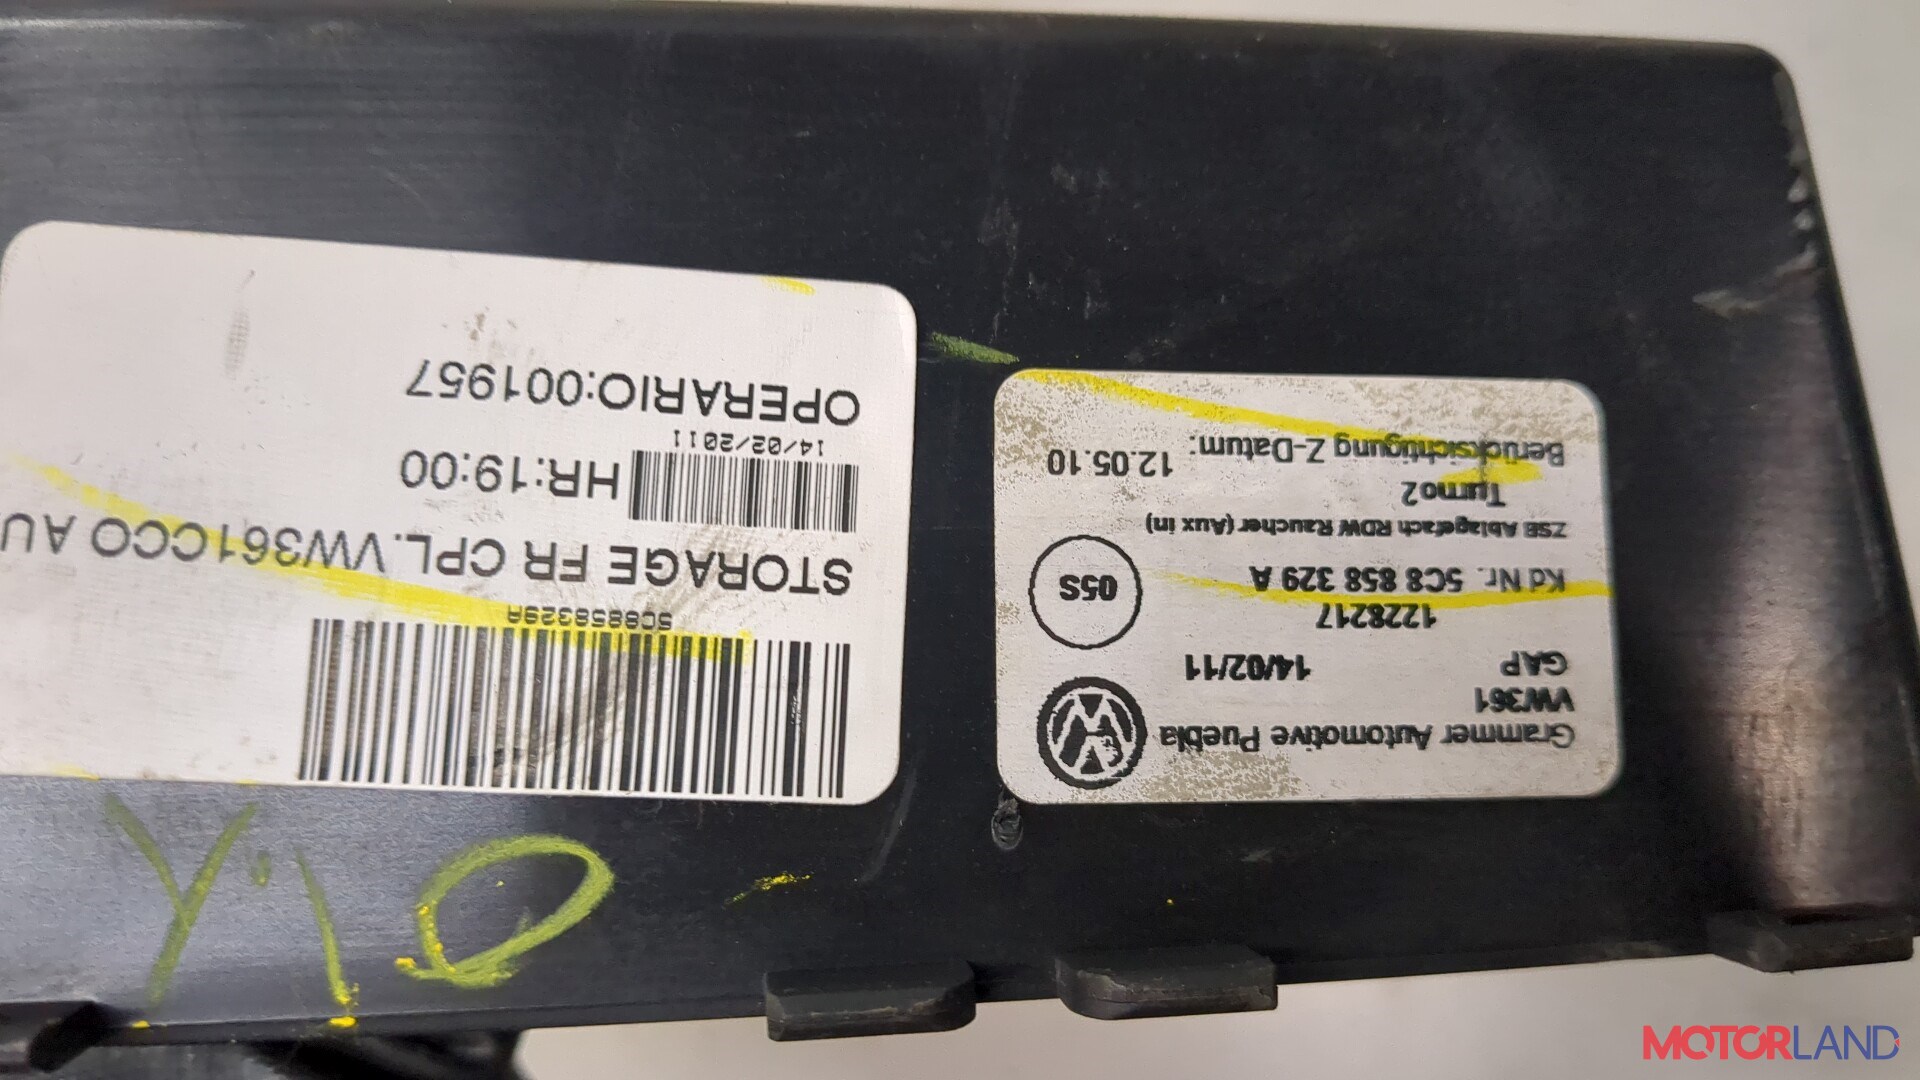 5C8858329A
STORAGE FR CPL. VW361CCO AU
HR:19:00
14/02/2011
OPERARIO:001957
Grammer Automotive Puebla
VW361
GAP 14/02/11
1228217
Kd Nr. 5C8 858 329 A
05S
ZSB Ablagefach RDW Raucher (Aux in)
Turno2
Berücksichtigung Z-Datum: 12.05.10
MOTORLAND